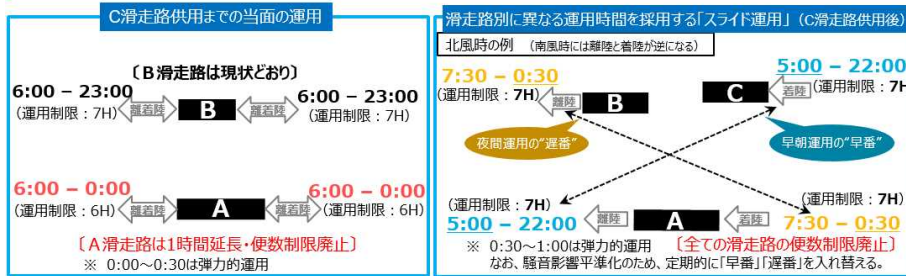 C滑走路供用までの当面の運用
〔B滑走路は現状どおり〕
6:00 – 23:00
(運用制限：7H)
離着陸
B
離着陸
6:00 – 23:00
(運用制限：7H)
6:00 – 0:00
(運用制限：6H)
離着陸
A
離着陸
6:00 – 0:00
(運用制限：6H)
〔A滑走路は1時間延長・便数制限廃止〕
※ 0:00～0:30は弾力的運用
滑走路別に異なる運用時間を採用する「スライド運用」(C滑走路供用後)
北風時の例 （南風時には離陸と着陸が逆になる）
7:30 – 0:30
(運用制限：7H)
離陸
B
C
着陸
5:00 – 22:00
(運用制限：7H
夜間運用の“遅番”
早朝運用の“早番”
(運用制限：7H)
5:00 – 22:00
離陸
A
着陸
(運用制限：7H)
7:30 – 0:30
※ 0:30～1:00は弾力的運用
〔全ての滑走路の便数制限廃止〕
なお、騒音影響平準化のため、定期的に「早番」「遅番」を入れ替える。